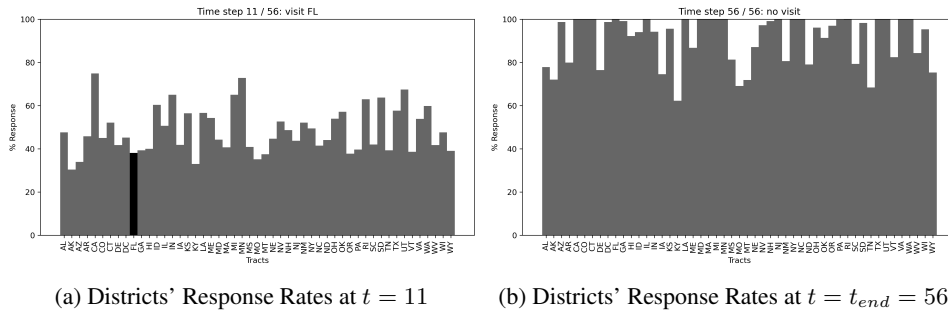 Time step 11 / 56: visit FL
100
80
60
40
20
0
% Response
AL AK AZ AR CA CO CT DE DC FL GA HI ID IL IN IA KS KY LA ME MD MA MI MN MS MO MT NE NV NH NJ NM NY NC ND OH OK OR PA RI SC SD TN TX UT VT VA WA WV WI WY
Tracts
(a) Districts' Response Rates at t = 11
Time step 56 / 56: no visit
100
80
60
40
20
0
% Response
AL AK AZ AR CA CO CT DE DC FL GA HI ID IL IN IA KS KY LA ME MD MA MI MN MS MO MT NE NV NH NJ NM NY NC ND OH OK OR PA RI SC SD TN TX UT VT VA WA WV WI WY
Tracts
(b) Districts' Response Rates at t = t_end = 56